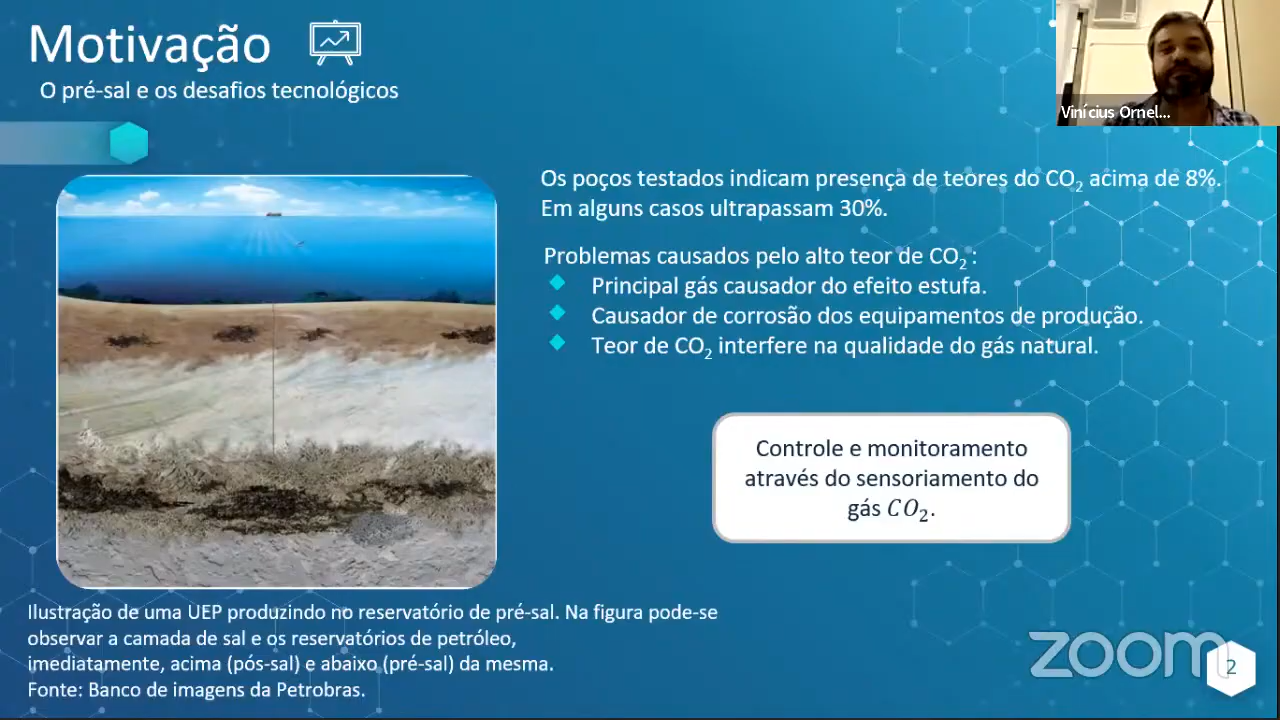 Motivação
O pré-sal e os desafios tecnológicos
Vinícius Ornel...
Os poços testados indicam presença de teores do CO₂ acima de 8%.
Em alguns casos ultrapassam 30%.
Problemas causados pelo alto teor de CO₂:
Principal gás causador do efeito estufa.
Causador de corrosão dos equipamentos de produção.
Teor de CO₂ interfere na qualidade do gás natural.
Controle e monitoramento
através do sensoriamento do
gás CO₂.
Ilustração de uma UEP produzindo no reservatório de pré-sal. Na figura pode-se
observar a camada de sal e os reservatórios de petróleo,
imediatamente, acima (pós-sal) e abaixo (pré-sal) da mesma.
Fonte: Banco de imagens da Petrobras.
zoom
2